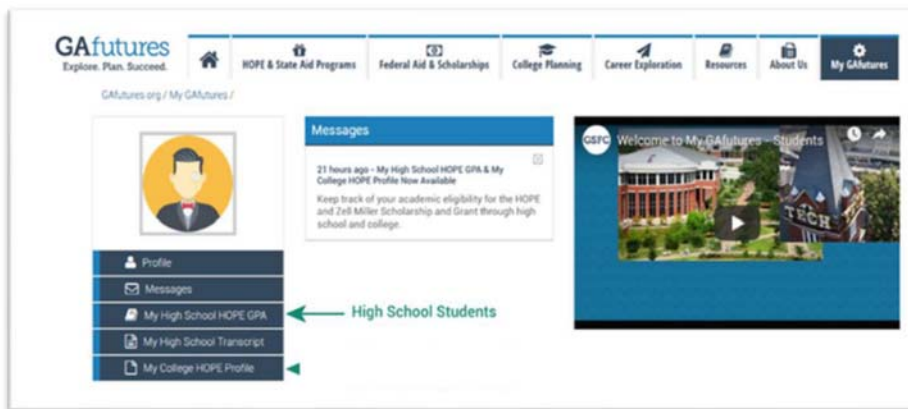 GAfutures
Explore. Plan. Succeed.
HOPE & State Aid Programs
Federal Aid & Scholarships
College Planning
Career Exploration
Resources
About Us
My GAfutures
GAfutures.org / My GAfutures /
Messages
21 hours ago - My High School HOPE GPA & My
College HOPE Profile Now Available
Keep track of your academic eligibility for the HOPE
and Zell Miller Scholarship and Grant through high
school and college.
GSFC
Welcome to My GAfutures - Students
TECH
Profile
Messages
My High School HOPE GPA
High School Students
My High School Transcript
My College HOPE Profile